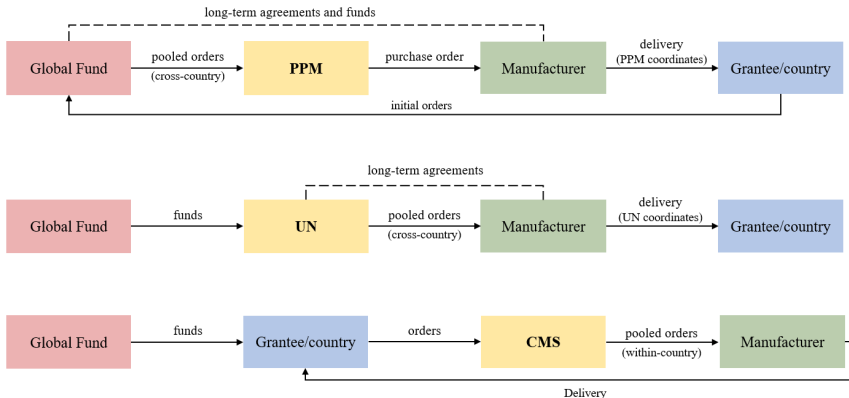 long-term agreements and funds
Global Fund
pooled orders
(cross-country)
PPM
purchase order
Manufacturer
delivery
(PPM coordinates)
Grantee/country
initial orders
long-term agreements
Global Fund
funds
UN
pooled orders
(cross-country)
Manufacturer
delivery
(UN coordinates)
Grantee/country
Global Fund
funds
Grantee/country
orders
CMS
pooled orders
(within-country)
Manufacturer
Delivery